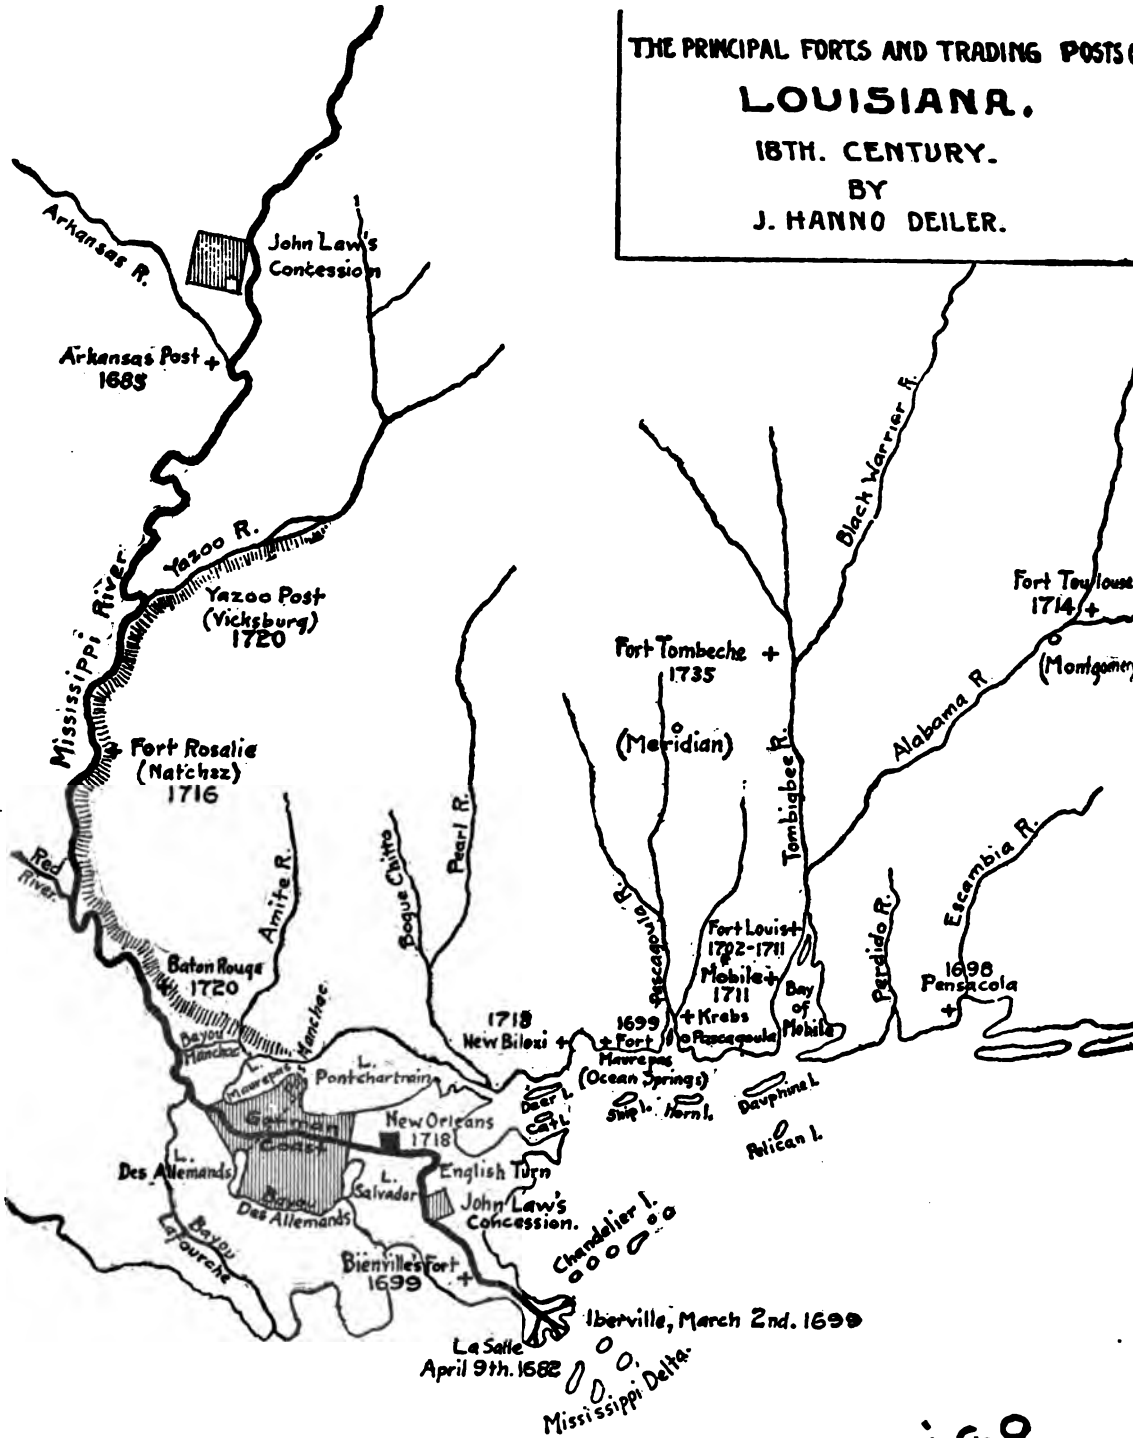 THE PRINCIPAL FORTS AND TRADING POSTS
LOUISIANA.
18TH. CENTURY.
BY
J. HANNO DEILER.
Arkansas R.
John Law's
Concession
Arkansas Post
1685
Mississippi River
Yazoo R.
Yazoo Post
(Vicksburg)
1720
Black Warrior R.
Fort Toulouse
1714
(Montgomery
Fort Tombeche
1735
(Meridian)
Alabama R
Tombigbee R.
Fort Rosalie
(Natchez)
1716
Red
River.
Amite R.
Bogue Chitto
Pearl R.
Pascagoula R.
Pascagoula
Escambia R.
Perdido R.
Fort Louis
1702-1711
Mobile
1711
Bay
of
Mobile
1698
Pensacola
Baton Rouge
1720
Bayou
Manchac
Manchac
1718
New Biloxi
1699
Fort
Maurepas
(Ocean Springs)
Krebs
Pascagoula
L.
Maurepas
L.
Pontchartrain
Deer I.
Cat I.
Ship I.
Horn I.
Dauphine I.
Pelican I.
German
Coast
New Orleans
1718
L.
Des Allemands
L.
Salvador
English Turn
John Law's
Concession.
Bayou
Des Allemands
Bayou
Lafourche
Bienville's Fort
1699
Chandelier I.
Iberville, March 2nd. 1699
La Salle
April 9th. 1682
Mississippi Delta.